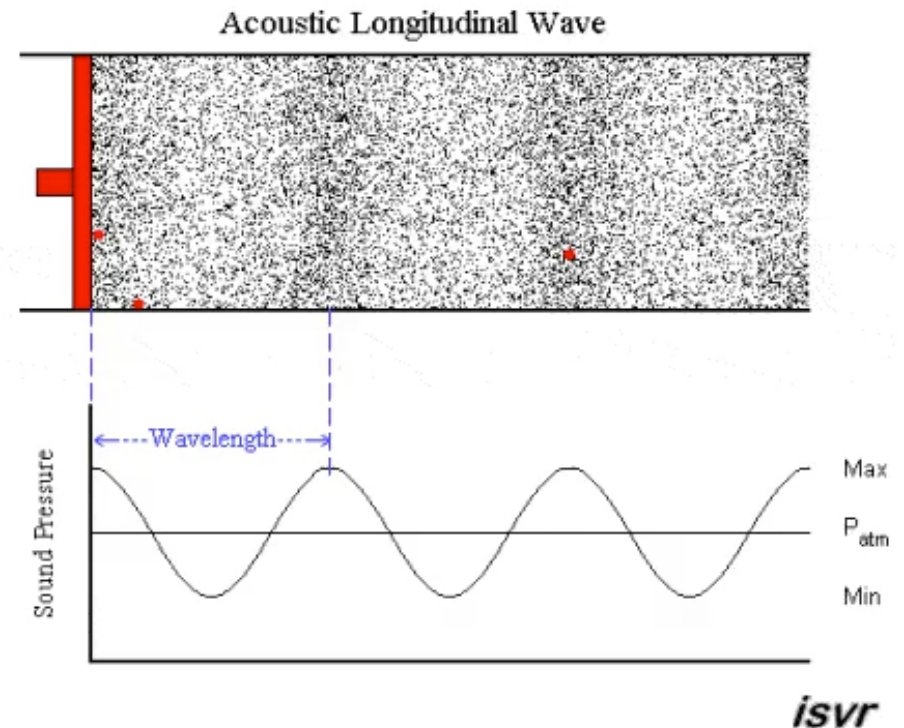 Acoustic Longitudinal Wave
Wavelength
Sound Pressure
Max
Patm
Min
isvr